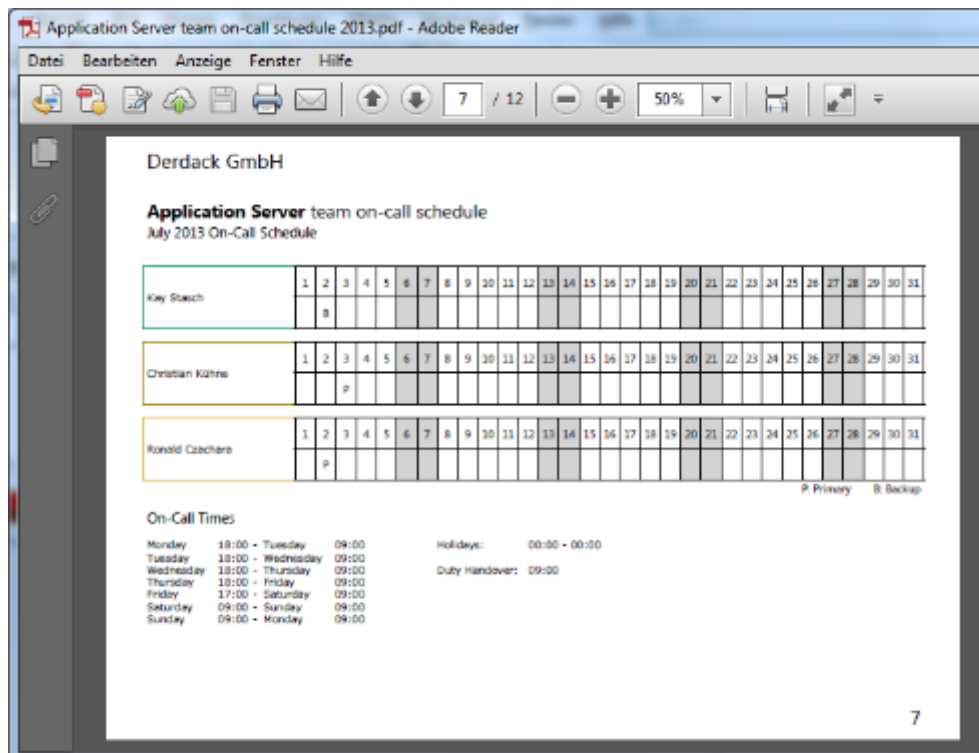 Application Server team on-call schedule 2013.pdf - Adobe Reader
Datei Bearbeiten Anzeige Fenster Hilfe
7 / 12 50%
Derdack GmbH
Application Server team on-call schedule
July 2013 On-Call Schedule
1 2 3 4 5 6 7 8 9 10 11 12 13 14 15 16 17 18 19 20 21 22 23 24 25 26 27 28 29 30 31
Kay Stasch
B
1 2 3 4 5 6 7 8 9 10 11 12 13 14 15 16 17 18 19 20 21 22 23 24 25 26 27 28 29 30 31
Christian Kühne
P
1 2 3 4 5 6 7 8 9 10 11 12 13 14 15 16 17 18 19 20 21 22 23 24 25 26 27 28 29 30 31
Ronald Czachara
P
P: Primary B: Backup
On-Call Times
Monday 18:00 - Tuesday 09:00 Holidays: 00:00 - 00:00
Tuesday 18:00 - Wednesday 09:00
Wednesday 18:00 - Thursday 09:00 Duty Handover: 09:00
Thursday 18:00 - Friday 09:00
Friday 17:00 - Saturday 09:00
Saturday 09:00 - Sunday 09:00
Sunday 09:00 - Monday 09:00
7